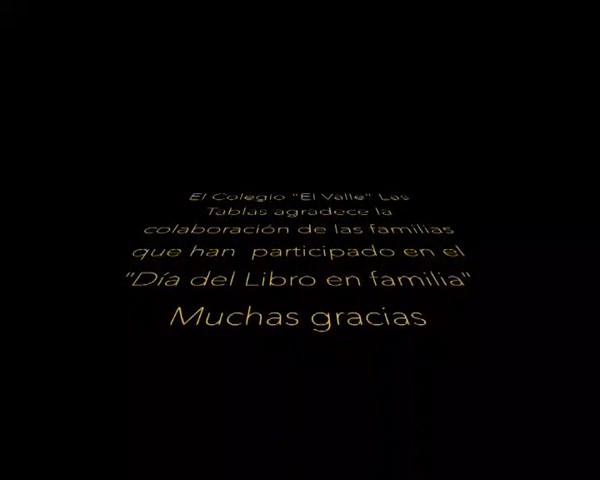 El Colegio "El Valle" Las
Tablas agradece la
colaboración de las familias
que han participado en el
"Día del Libro en familia"
Muchas gracias